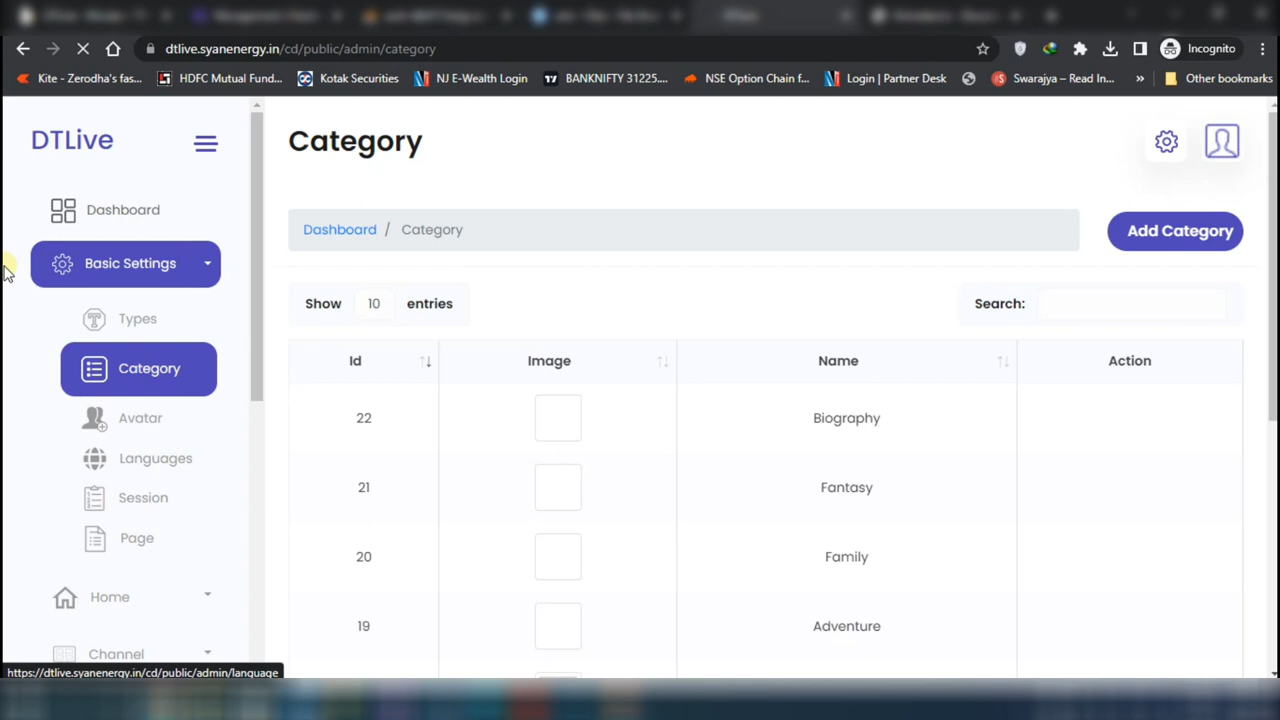 dtlive.syanenergy.in/cd/public/admin/category
Incognito
Kite - Zerodha's fas...
HDFC Mutual Fund...
Kotak Securities
NJ E-Wealth Login
BANKNIFTY 31225....
NSE Option Chain f...
Login | Partner Desk
Swarajya – Read In...
»
Other bookmarks
DTLive
Category
Dashboard
Basic Settings
Types
Category
Avatar
Languages
Session
Page
Home
Channel
Dashboard / Category
Add Category
Show 10 entries
Search:
Id Image Name Action
22 Biography
21 Fantasy
20 Family
19 Adventure
https://dtlive.syanenergy.in/cd/public/admin/language